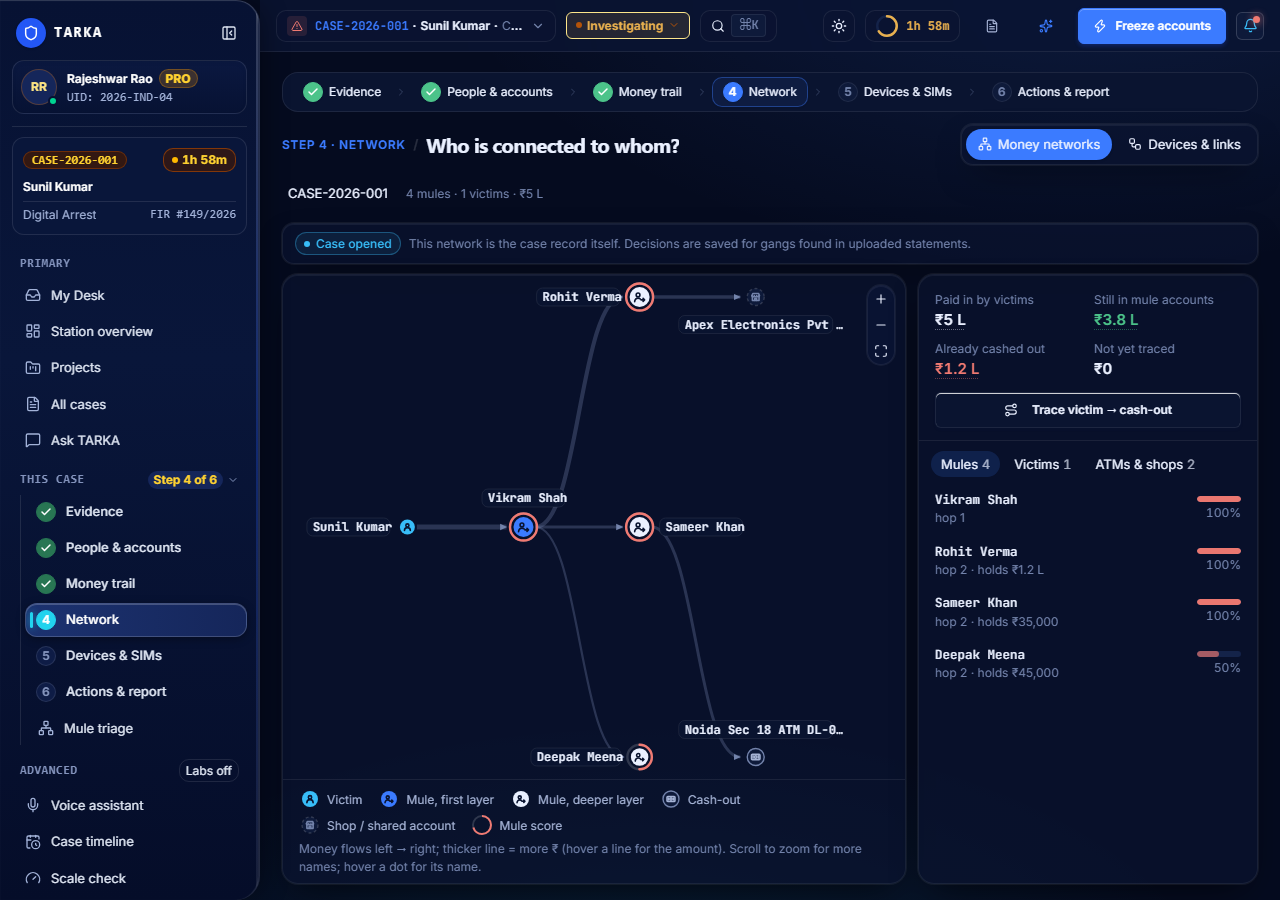 TARKA
RR
Rajeshwar Rao PRO
UID: 2026-IND-04
CASE-2026-001
1h 58m
Sunil Kumar
Digital Arrest
FIR #149/2026
PRIMARY
My Desk
Station overview
Projects
All cases
Ask TARKA
THIS CASE
Step 4 of 6
Evidence
People & accounts
Money trail
4 Network
5 Devices & SIMs
6 Actions & report
Mule triage
ADVANCED
Labs off
Voice assistant
Case timeline
Scale check
CASE-2026-001 · Sunil Kumar · C…
Investigating
⌘K
1h 58m
Freeze accounts
Evidence
People & accounts
Money trail
4 Network
5 Devices & SIMs
6 Actions & report
STEP 4 · NETWORK / Who is connected to whom?
Money networks
Devices & links
CASE-2026-001
4 mules · 1 victims · ₹5 L
Case opened
This network is the case record itself. Decisions are saved for gangs found in uploaded statements.
Rohit Verma
Apex Electronics Pvt …
Vikram Shah
Sunil Kumar
Sameer Khan
Noida Sec 18 ATM DL-0…
Deepak Meena
+
−
Victim
Mule, first layer
Mule, deeper layer
Cash-out
Shop / shared account
Mule score
Money flows left → right; thicker line = more ₹ (hover a line for the amount). Scroll to zoom for more
names; hover a dot for its name.
Paid in by victims
₹5 L
Still in mule accounts
₹3.8 L
Already cashed out
₹1.2 L
Not yet traced
₹0
Trace victim → cash-out
Mules 4
Victims 1
ATMs & shops 2
Vikram Shah
hop 1
100%
Rohit Verma
hop 2 · holds ₹1.2 L
100%
Sameer Khan
hop 2 · holds ₹35,000
100%
Deepak Meena
hop 2 · holds ₹45,000
50%